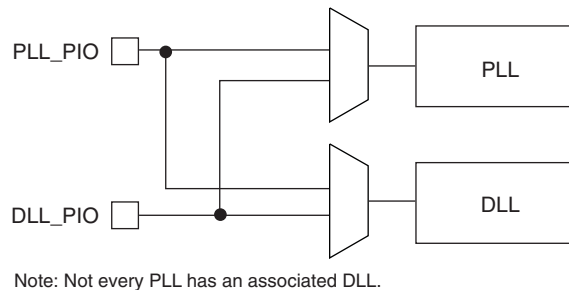 PLL_PIO
PLL
DLL_PIO
DLL
Note: Not every PLL has an associated DLL.